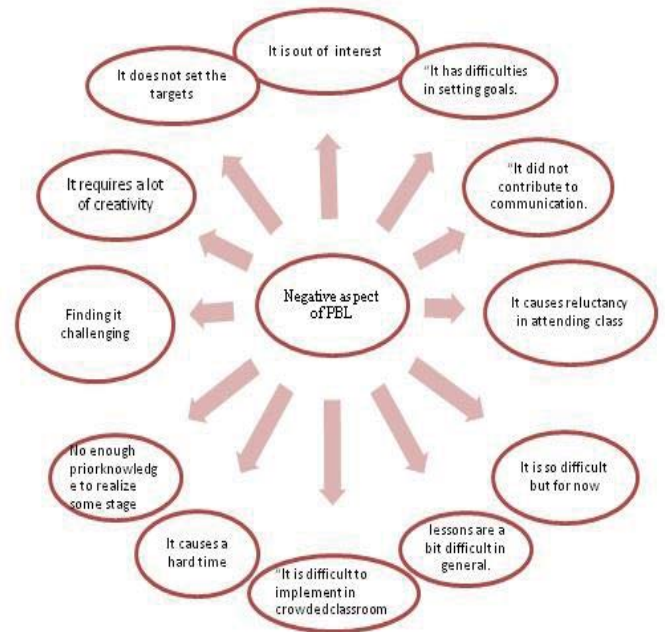 It is out of interest
"It has difficulties
in setting goals.
"It did not
contribute to
communication.
It causes reluctancy
in attending class
It is so difficult
but for now
lessons are a
bit difficult in
general.
"It is difficult to
implement in
crowdedclassroom
It causes a
hard time
No enough
priorknowledg
e to realize
some stage
Finding it
challenging
It requires a lot
of creativity
It does not set the
targets
Negative aspect
of PBL